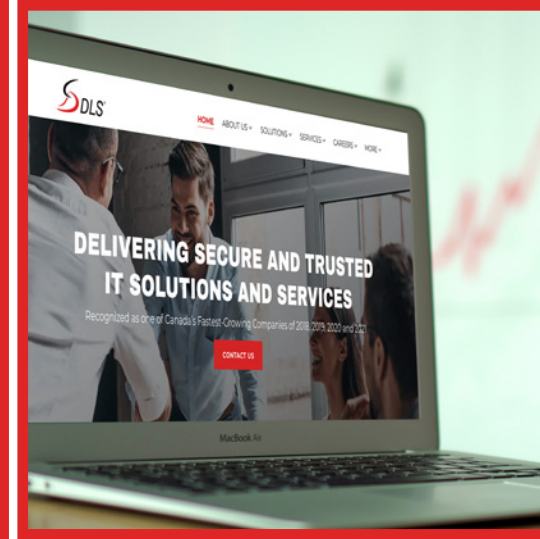 DLS
HOME ABOUT US SOLUTIONS SERVICES CAREERS MORE
DELIVERING SECURE AND TRUSTED
IT SOLUTIONS AND SERVICES
Recognized as one of Canada's Fastest-Growing Companies of 2018, 2019, 2020 and 2021
CONTACT US
MacBook Air